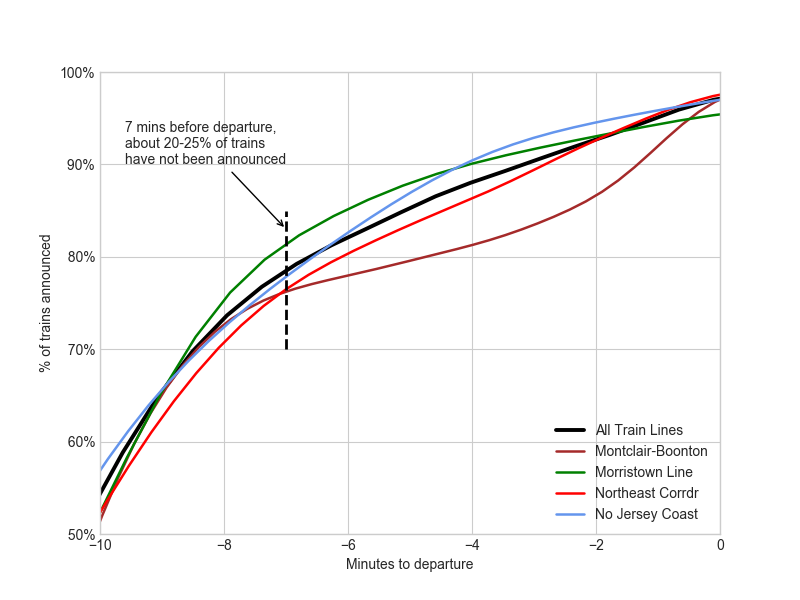 100%
90%
80%
70%
60%
50%
% of trains announced
7 mins before departure,
about 20-25% of trains
have not been announced
All Train Lines
Montclair-Boonton
Morristown Line
Northeast Corrdr
No Jersey Coast
−10 −8 −6 −4 −2 0
Minutes to departure